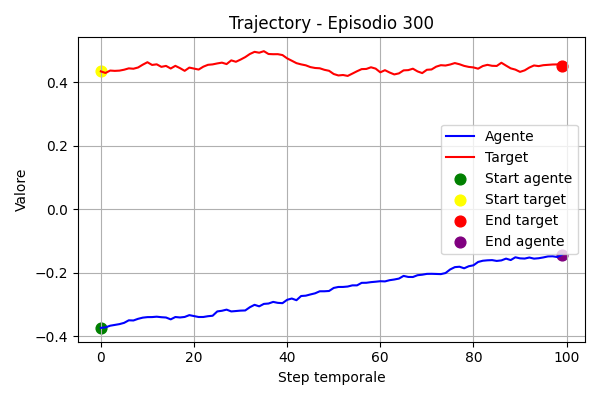 Trajectory - Episodio 300
Valore
0.4
0.2
0.0
−0.2
−0.4
Agente
Target
Start agente
Start target
End target
End agente
0 20 40 60 80 100
Step temporale